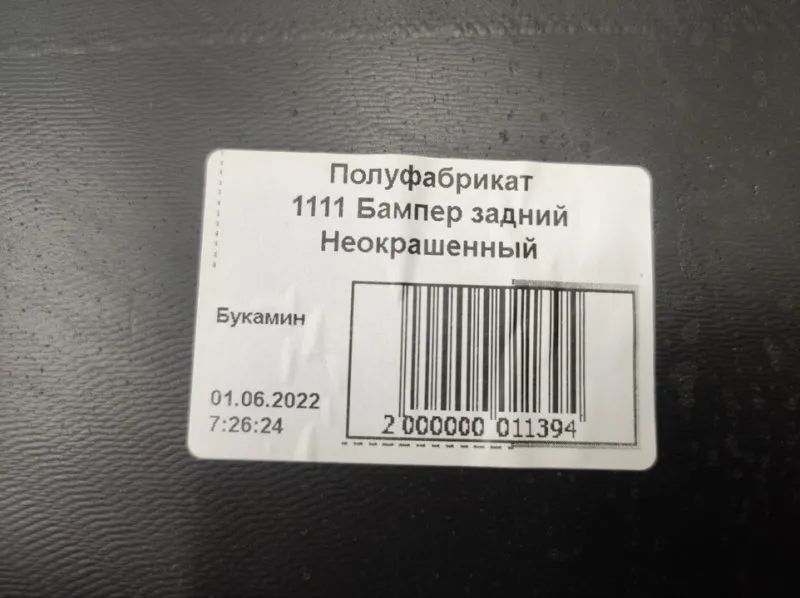 Полуфабрикат
1111 Бампер задний
Неокрашенный
Букамин
01.06.2022
7:26:24
2 000000 011394